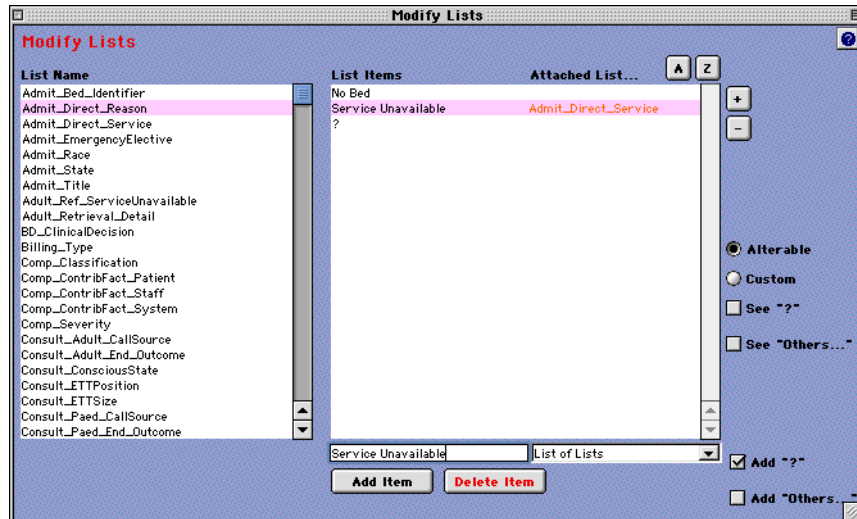 Modify Lists
Modify Lists
?
List Name
List Items Attached List... A Z
Admit_Bed_Identifier
Admit_Direct_Reason
Admit_Direct_Service
Admit_EmergencyElective
Admit_Race
Admit_State
Admit_Title
Adult_Ref_ServiceUnavailable
Adult_Retrieval_Detail
BD_ClinicalDecision
Billing_Type
Comp_Classification
Comp_ContribFact_Patient
Comp_ContribFact_Staff
Comp_ContribFact_System
Comp_Severity
Consult_Adult_CallSource
Consult_Adult_End_Outcome
Consult_ConsciousState
Consult_ETTPosition
Consult_ETTSize
Consult_Paed_CallSource
Consult_Paed_End_Outcome
No Bed
Service Unavailable Admit_Direct_Service
?
+
-
Alterable
Custom
See "?"
See "Others..."
Service Unavailable List of Lists
Add Item Delete Item
Add "?"
Add "Others..."